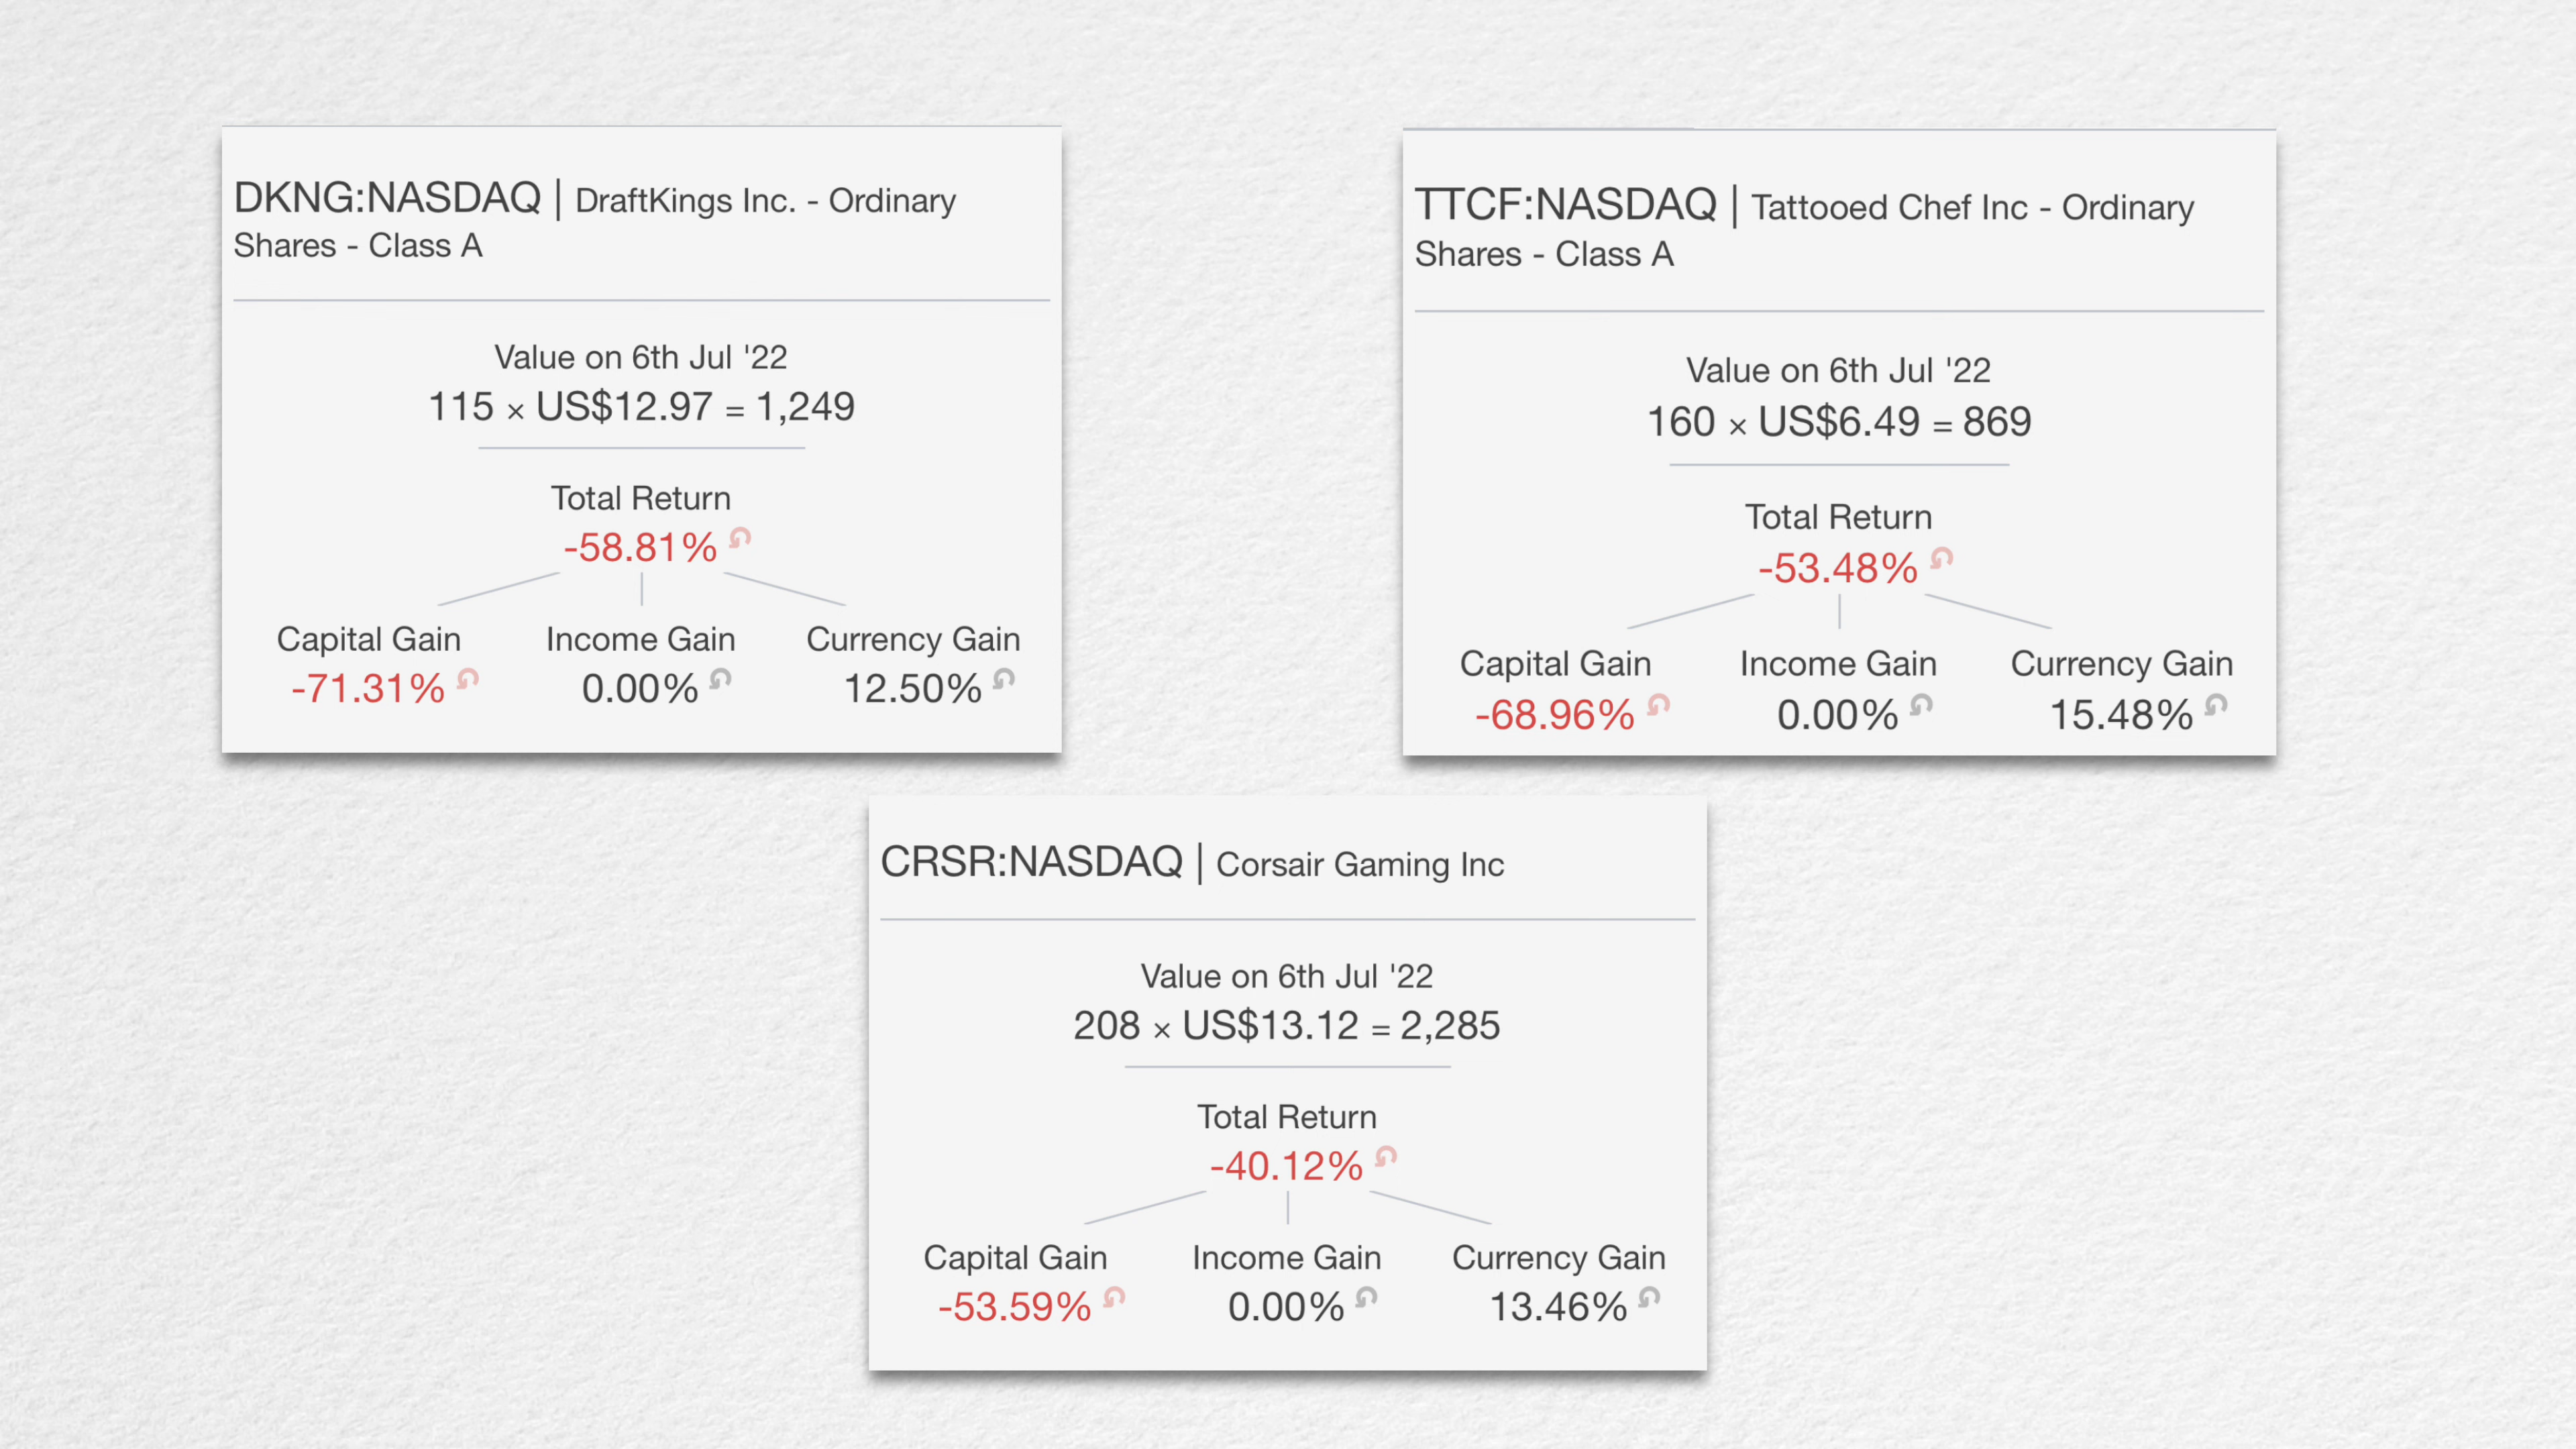 DKNG:NASDAQ | DraftKings Inc. - Ordinary
Shares - Class A
Value on 6th Jul '22
115 × US$12.97 = 1,249
Total Return
-58.81%
Capital Gain Income Gain Currency Gain
-71.31% 0.00% 12.50%
TTCF:NASDAQ | Tattooed Chef Inc - Ordinary
Shares - Class A
Value on 6th Jul '22
160 × US$6.49 = 869
Total Return
-53.48%
Capital Gain Income Gain Currency Gain
-68.96% 0.00% 15.48%
CRSR:NASDAQ | Corsair Gaming Inc
Value on 6th Jul '22
208 × US$13.12 = 2,285
Total Return
-40.12%
Capital Gain Income Gain Currency Gain
-53.59% 0.00% 13.46%